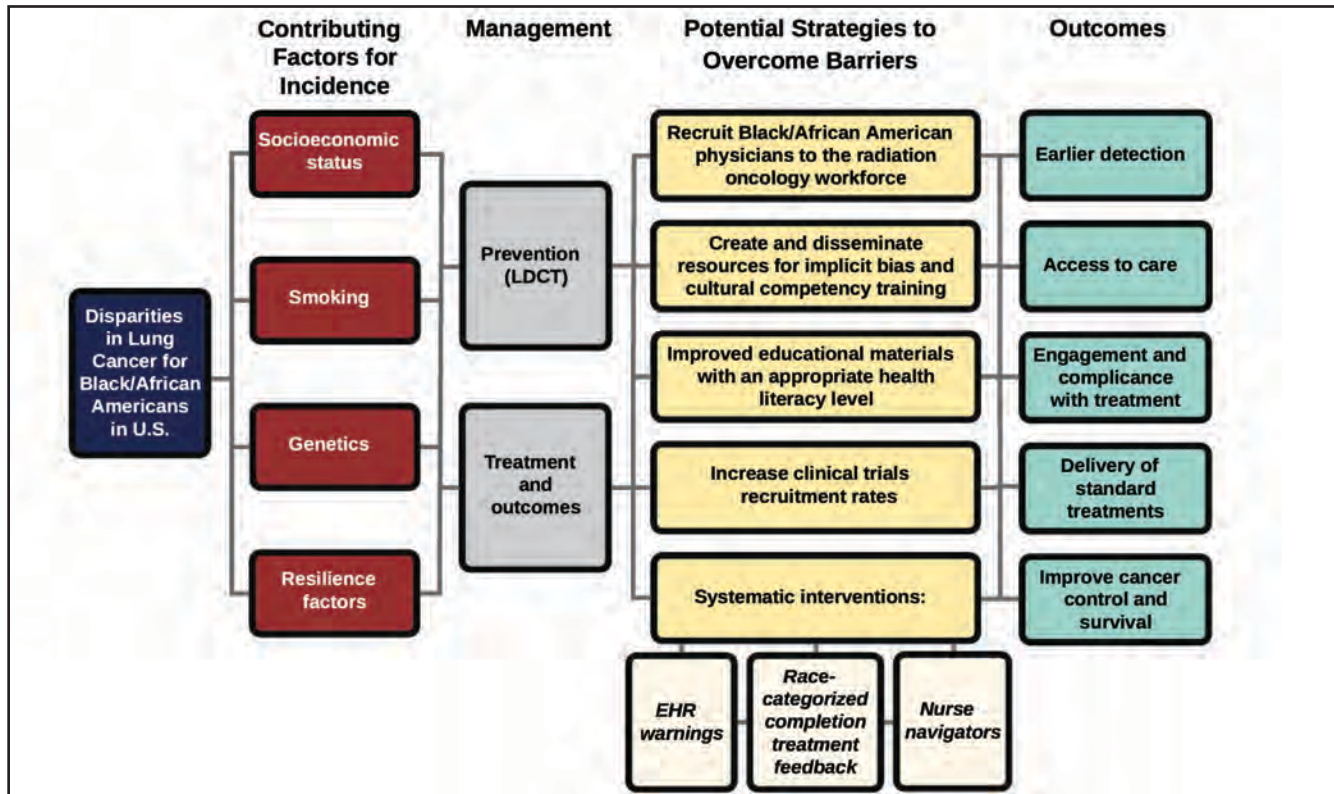 Contributing
Factors for
Incidence
Management
Potential Strategies to
Overcome Barriers
Outcomes
Disparities
in Lung
Cancer for
Black/African
Americans
in U.S.
Socioeconomic
status
Smoking
Genetics
Resilience
factors
Prevention
(LDCT)
Treatment
and
outcomes
Recruit Black/African American
physicians to the radiation
oncology workforce
Create and disseminate
resources for implicit bias and
cultural competency training
Improved educational materials
with an appropriate health
literacy level
Increase clinical trials
recruitment rates
Systematic interventions:
EHR
warnings
Race-
categorized
completion
treatment
feedback
Nurse
navigators
Earlier detection
Access to care
Engagement and
complicance
with treatment
Delivery of
standard
treatments
Improve cancer
control and
survival